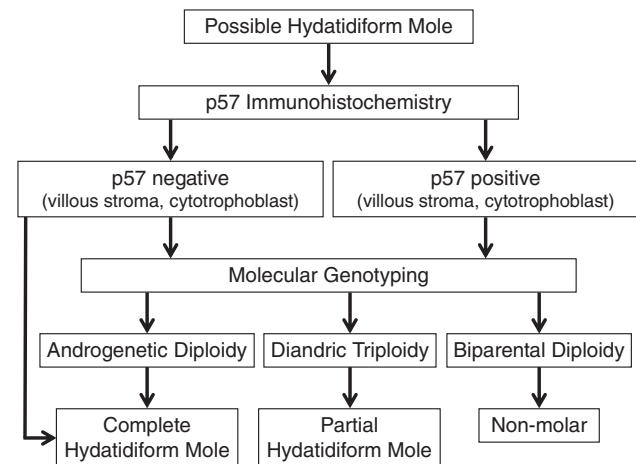 Possible Hydatidiform Mole
p57 Immunohistochemistry
p57 negative
(villous stroma, cytotrophoblast)
p57 positive
(villous stroma, cytotrophoblast)
Molecular Genotyping
Androgenetic Diploidy
Diandric Triploidy
Biparental Diploidy
Complete
Hydatidiform Mole
Partial
Hydatidiform Mole
Non-molar